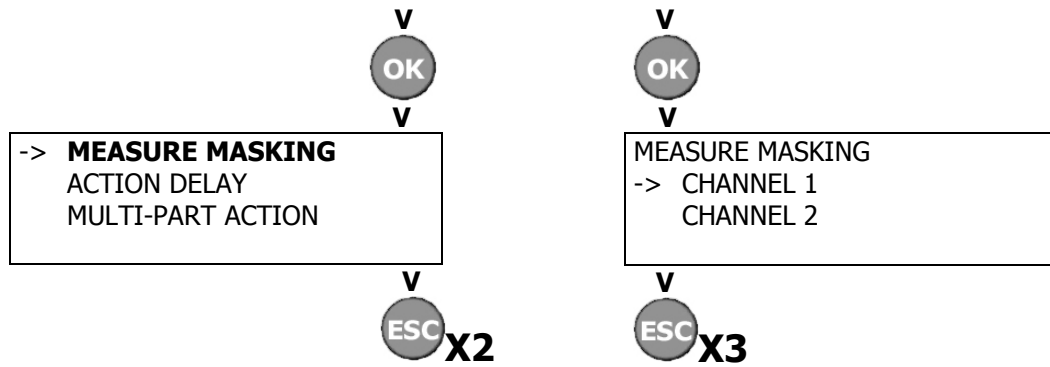 V
OK
V
-> MEASURE MASKING
ACTION DELAY
MULTI-PART ACTION
V
ESC X2
V
OK
V
MEASURE MASKING
-> CHANNEL 1
CHANNEL 2
V
ESC X3